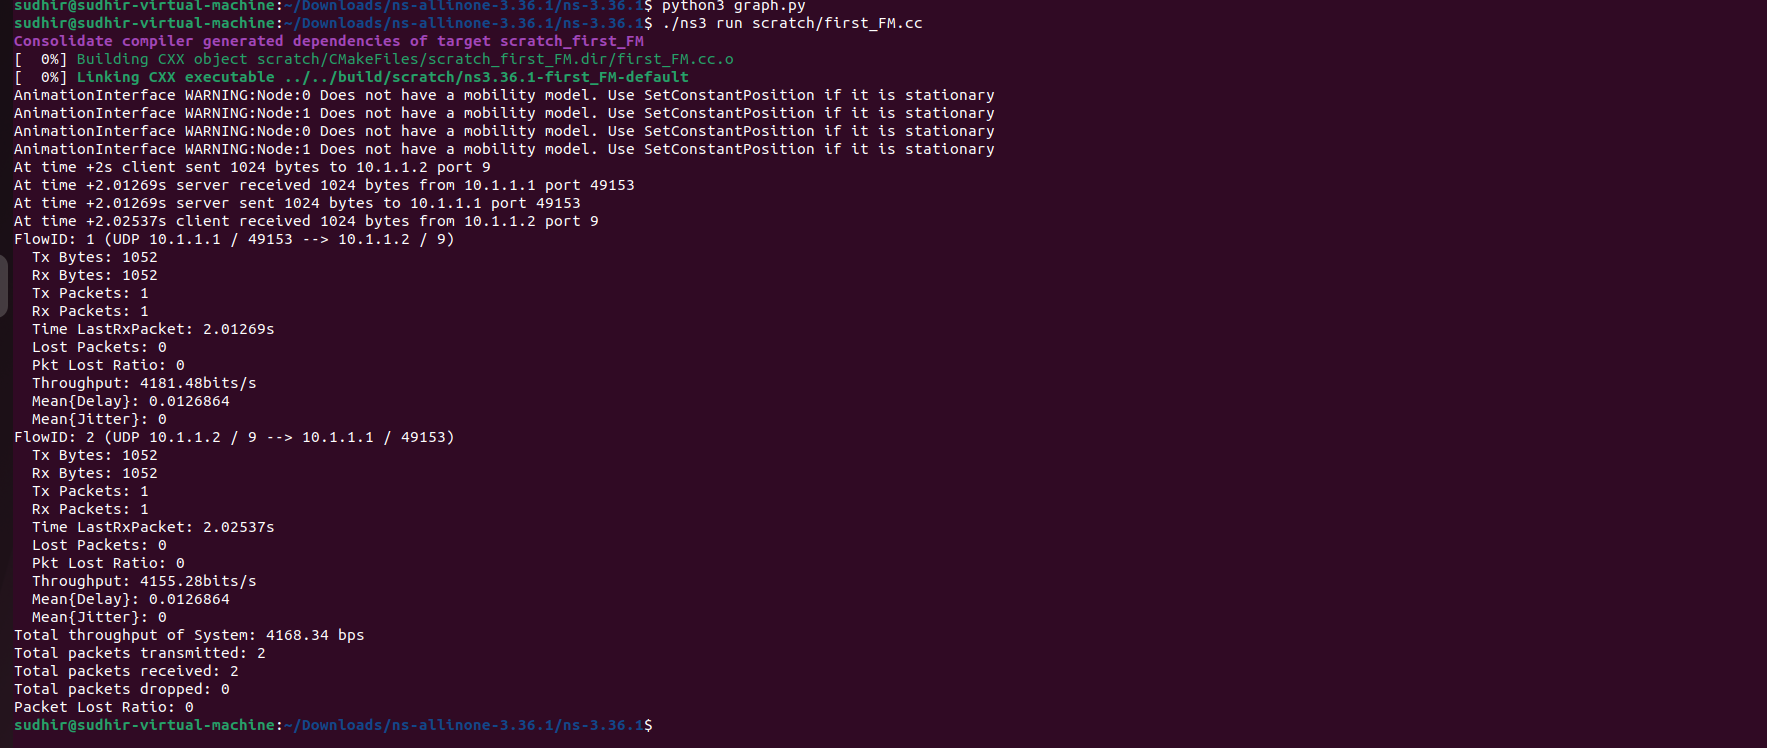 sudhir@sudhir-virtual-machine:~/Downloads/ns-allinone-3.36.1/ns-3.36.1$ python3 graph.py
sudhir@sudhir-virtual-machine:~/Downloads/ns-allinone-3.36.1/ns-3.36.1$ ./ns3 run scratch/first_FM.cc
Consolidate compiler generated dependencies of target scratch_first_FM
[  0%] Building CXX object scratch/CMakeFiles/scratch_first_FM.dir/first_FM.cc.o
[  0%] Linking CXX executable ../../build/scratch/ns3.36.1-first_FM-default
AnimationInterface WARNING:Node:0 Does not have a mobility model. Use SetConstantPosition if it is stationary
AnimationInterface WARNING:Node:1 Does not have a mobility model. Use SetConstantPosition if it is stationary
AnimationInterface WARNING:Node:0 Does not have a mobility model. Use SetConstantPosition if it is stationary
AnimationInterface WARNING:Node:1 Does not have a mobility model. Use SetConstantPosition if it is stationary
At time +2s client sent 1024 bytes to 10.1.1.2 port 9
At time +2.01269s server received 1024 bytes from 10.1.1.1 port 49153
At time +2.01269s server sent 1024 bytes to 10.1.1.1 port 49153
At time +2.02537s client received 1024 bytes from 10.1.1.2 port 9
FlowID: 1 (UDP 10.1.1.1 / 49153 --> 10.1.1.2 / 9)
  Tx Bytes: 1052
  Rx Bytes: 1052
  Tx Packets: 1
  Rx Packets: 1
  Time LastRxPacket: 2.01269s
  Lost Packets: 0
  Pkt Lost Ratio: 0
  Throughput: 4181.48bits/s
  Mean{Delay}: 0.0126864
  Mean{Jitter}: 0
FlowID: 2 (UDP 10.1.1.2 / 9 --> 10.1.1.1 / 49153)
  Tx Bytes: 1052
  Rx Bytes: 1052
  Tx Packets: 1
  Rx Packets: 1
  Time LastRxPacket: 2.02537s
  Lost Packets: 0
  Pkt Lost Ratio: 0
  Throughput: 4155.28bits/s
  Mean{Delay}: 0.0126864
  Mean{Jitter}: 0
Total throughput of System: 4168.34 bps
Total packets transmitted: 2
Total packets received: 2
Total packets dropped: 0
Packet Lost Ratio: 0
sudhir@sudhir-virtual-machine:~/Downloads/ns-allinone-3.36.1/ns-3.36.1$